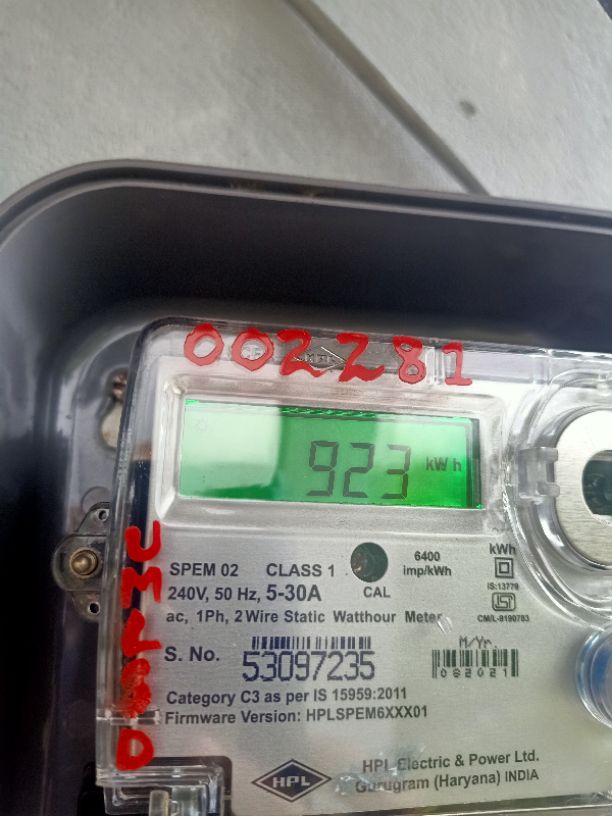 002281
923 kWh
SPEM 02 CLASS 1
240V, 50 Hz, 5-30A
CAL
6400
imp/kWh
kWh
IS:13779
CM/L-9190783
ac, 1Ph, 2 Wire Static Watthour Meter
S. No. 53097235
M/Yr.
082021
Category C3 as per IS 15959:2011
Firmware Version: HPLSPEM6XXX01
HPL
HPL Electric & Power Ltd.
Gurugram (Haryana) INDIA